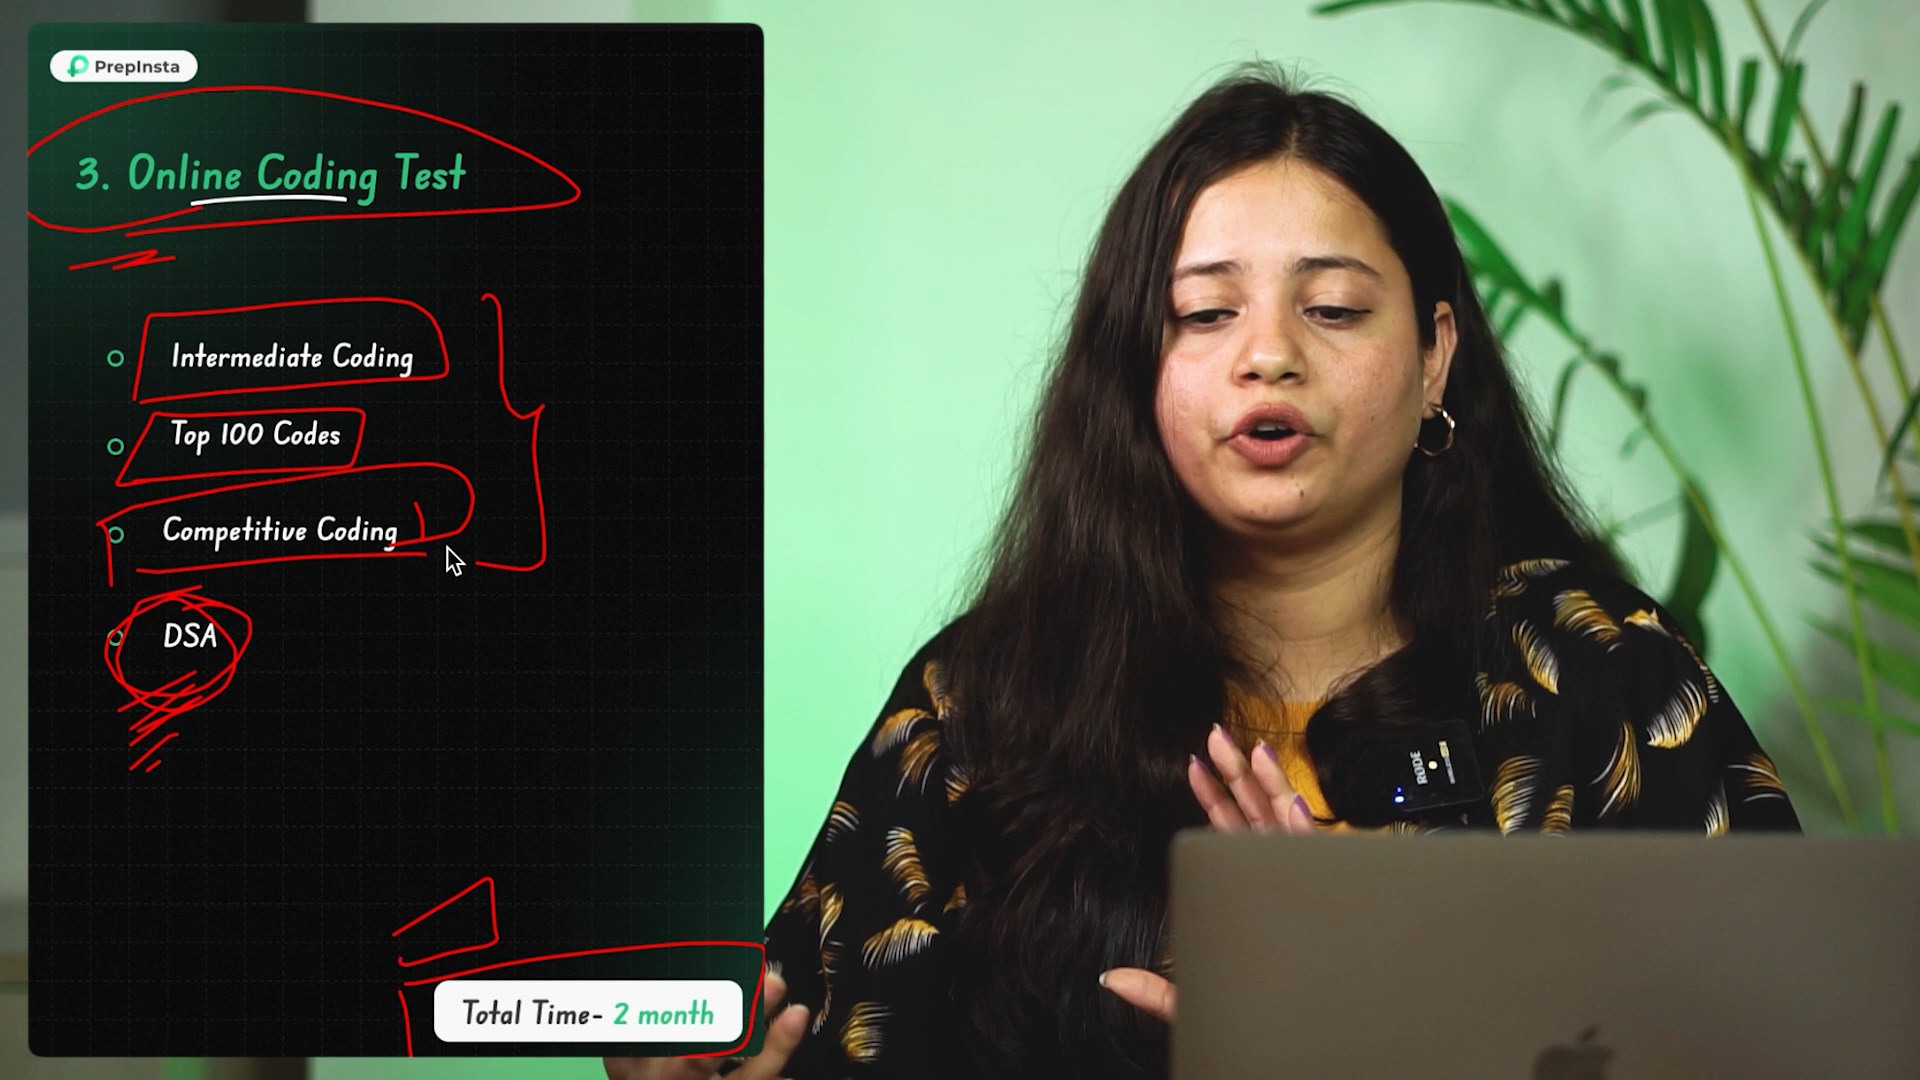 PrepInsta
3. Online Coding Test
Intermediate Coding
Top 100 Codes
Competitive Coding
DSA
Total Time- 2 month
RODE